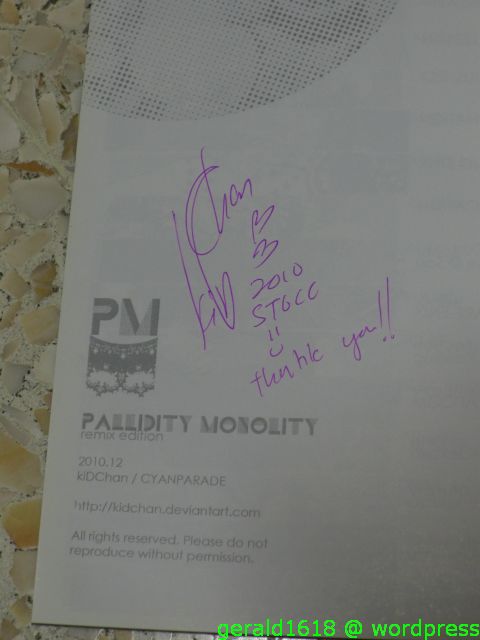 kiDChan
2010
STGCC
thank you!!
PM
PALLIDITY MONOLITY
remix edition
2010.12
kiDChan / CYANPARADE
http://kidchan.deviantart.com
All rights reserved. Please do not
reproduce without permission.
gerald1618 @ wordpress